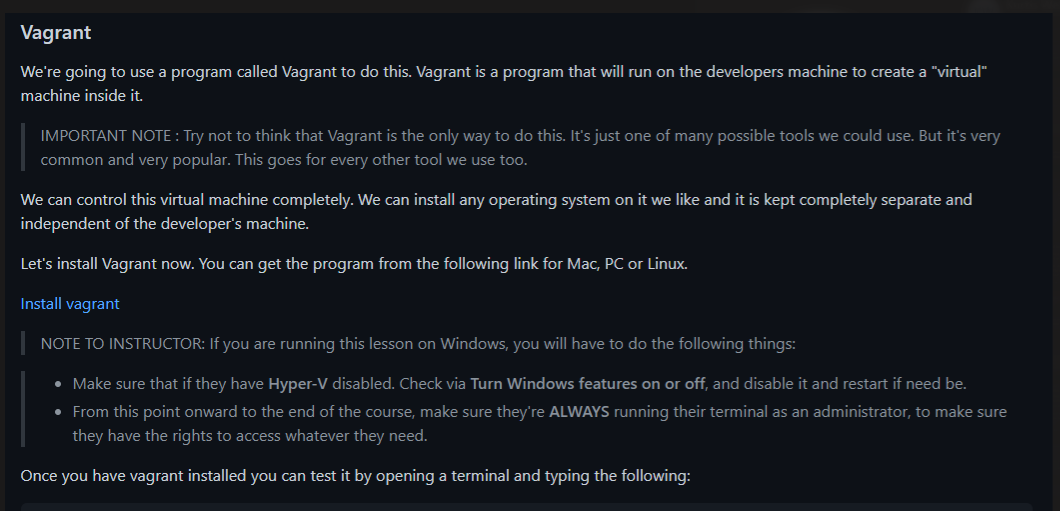 Vagrant
We're going to use a program called Vagrant to do this. Vagrant is a program that will run on the developers machine to create a "virtual"
machine inside it.
IMPORTANT NOTE : Try not to think that Vagrant is the only way to do this. It's just one of many possible tools we could use. But it's very
common and very popular. This goes for every other tool we use too.
We can control this virtual machine completely. We can install any operating system on it we like and it is kept completely separate and
independent of the developer's machine.
Let's install Vagrant now. You can get the program from the following link for Mac, PC or Linux.
Install vagrant
NOTE TO INSTRUCTOR: If you are running this lesson on Windows, you will have to do the following things:
• Make sure that if they have Hyper-V disabled. Check via Turn Windows features on or off, and disable it and restart if need be.
• From this point onward to the end of the course, make sure they're ALWAYS running their terminal as an administrator, to make sure
they have the rights to access whatever they need.
Once you have vagrant installed you can test it by opening a terminal and typing the following: